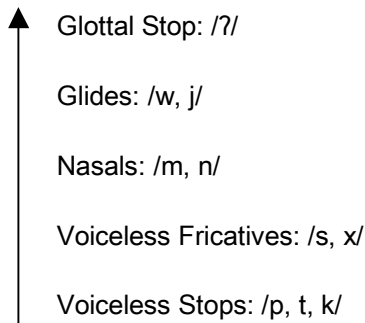 Glottal Stop: /ʔ/
Glides: /w, j/
Nasals: /m, n/
Voiceless Fricatives: /s, x/
Voiceless Stops: /p, t, k/